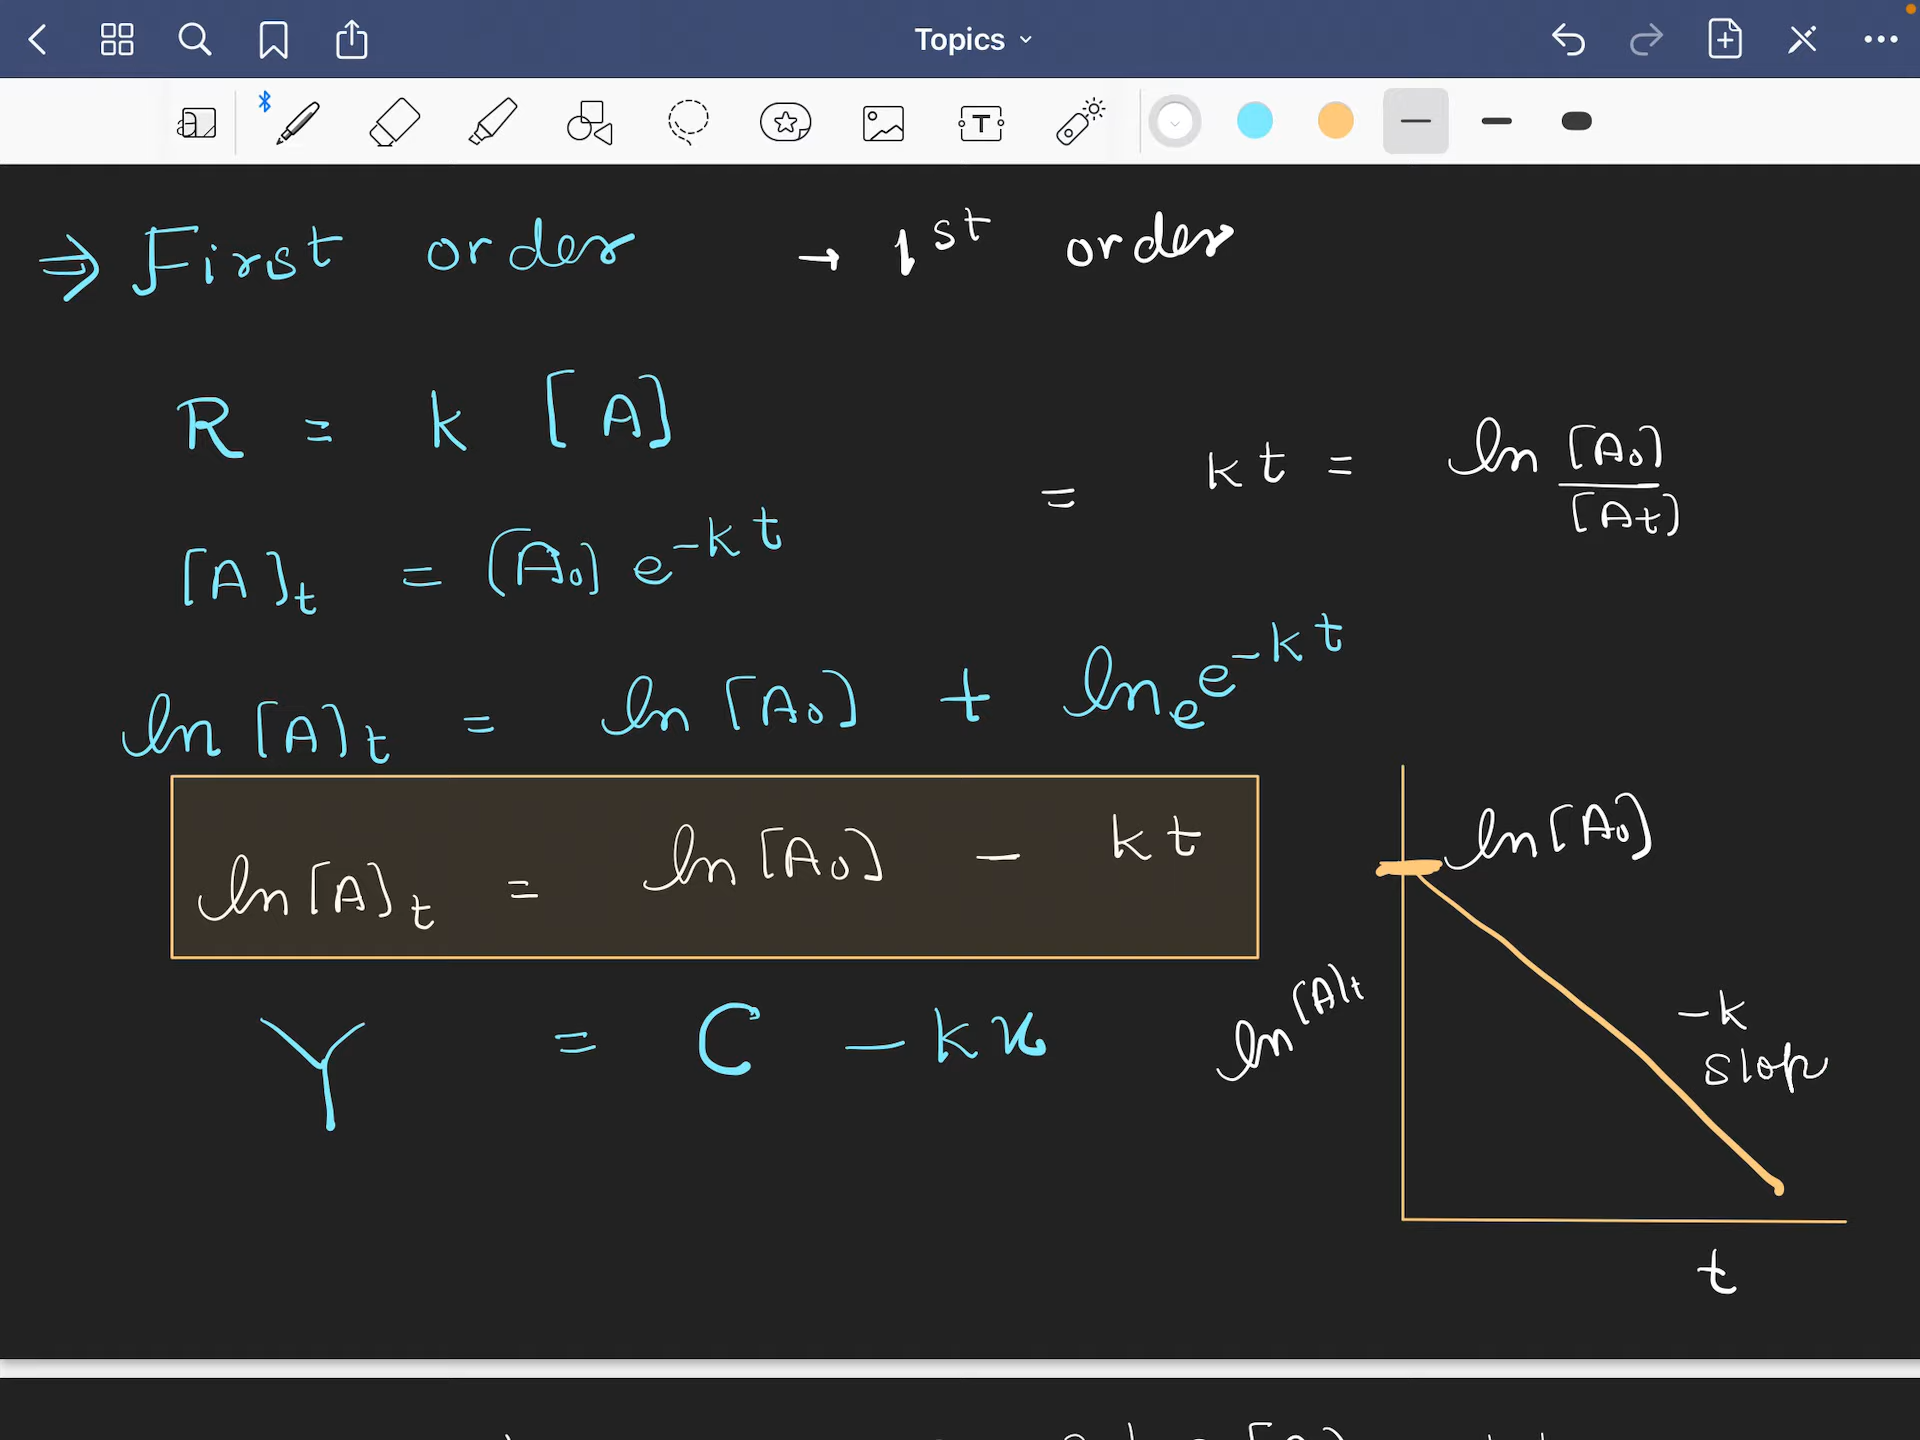 Topics
⇒ First order → 1st order
R = k [A]
kt = ln [A₀]/[At]
=
[A]t = [A₀] e^-kt
ln [A]t = ln [A₀] + lnₑ e^-kt
ln[A]t = ln [A₀] - kt
ln[A₀]
ln[A]t
-k
slop
Y = C - kx
t